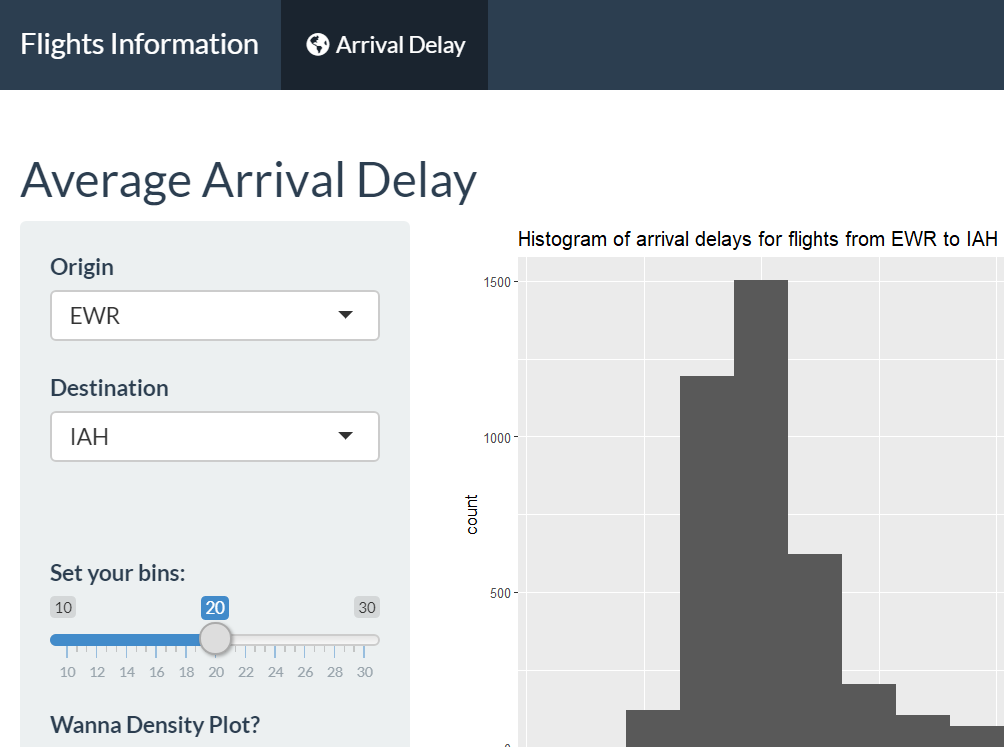 Flights Information
Arrival Delay
Average Arrival Delay
Origin
EWR
Destination
IAH
Set your bins:
10 20 30
10 12 14 16 18 20 22 24 26 28 30
Wanna Density Plot?
Histogram of arrival delays for flights from EWR to IAH
1500
1000
count
500